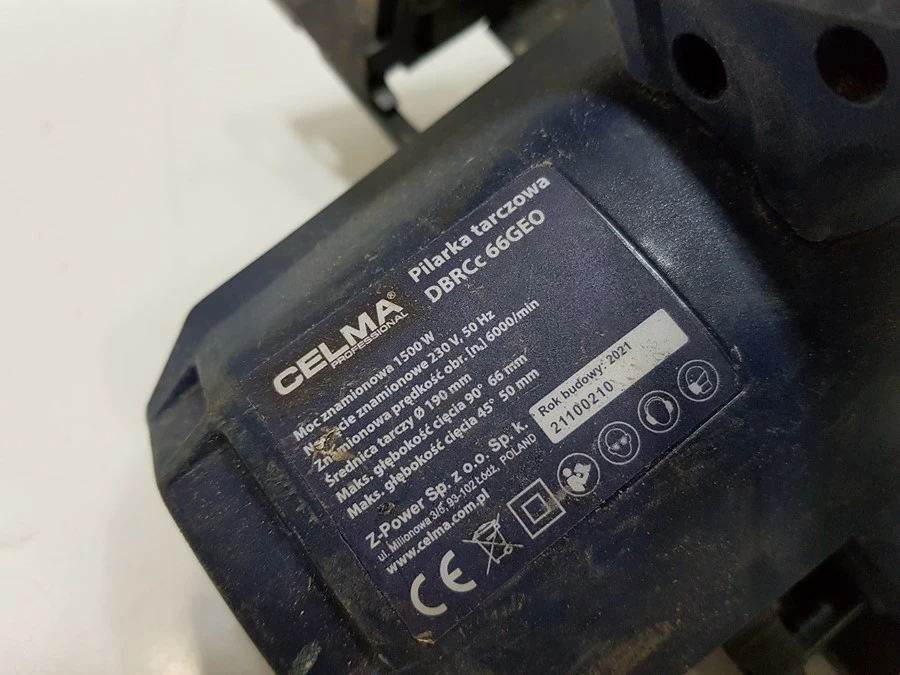 CELMA®
PROFESSIONAL
Pilarka tarczowa
DBRCc 66GEO
Moc znamionowa 1500 W
Napięcie znamionowe 230 V, 50 Hz
Znamionowa prędkość obr. [n₀] 6000/min
Średnica tarczy Ø 190 mm
Maks. głębokość cięcia 90° 66 mm
Maks. głębokość cięcia 45° 50 mm
Z-Power Sp. z o.o. Sp. k.
ul. Milionowa 3/5, 93-102 Łódź, POLAND
www.celma.com.pl
Rok budowy: 2021
21100210
CE